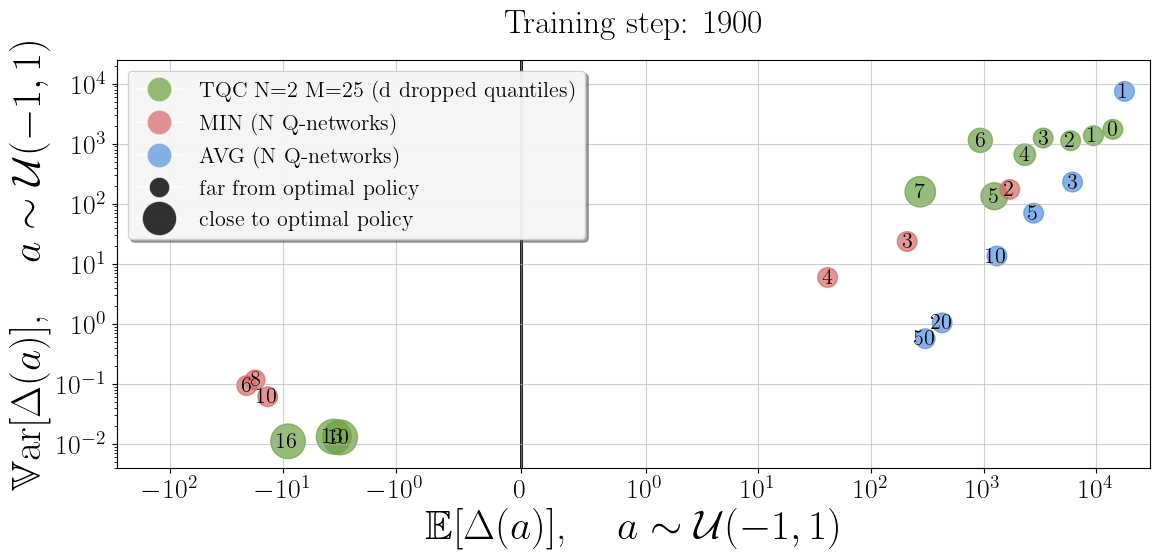 Training step: 1900
𝕍ar[Δ(a)], a ∼ 𝒰(−1, 1)
10⁴
10³
10²
10¹
10⁰
10⁻¹
10⁻²
TQC N=2 M=25 (d dropped quantiles)
MIN (N Q-networks)
AVG (N Q-networks)
far from optimal policy
close to optimal policy
1
6 3 2 1 0
4
7 5 2 3
5
3
10
4
20
50
6 8
10
16 13 10
−10² −10¹ −10⁰ 0 10⁰ 10¹ 10² 10³ 10⁴
𝔼[Δ(a)], a ∼ 𝒰(−1, 1)